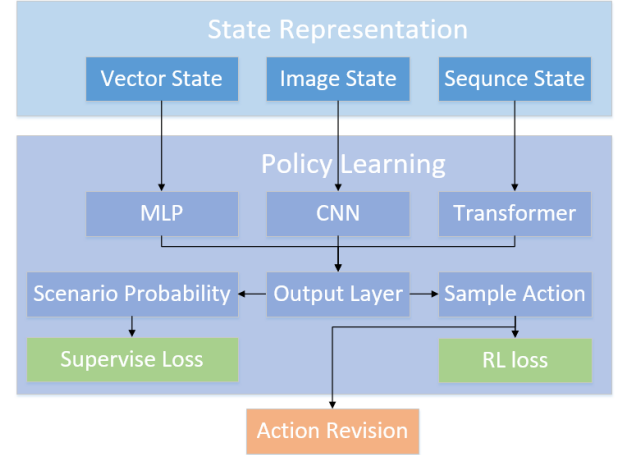 State Representation
Vector State
Image State
Sequnce State
Policy Learning
MLP
CNN
Transformer
Scenario Probability
Output Layer
Sample Action
Supervise Loss
RL loss
Action Revision